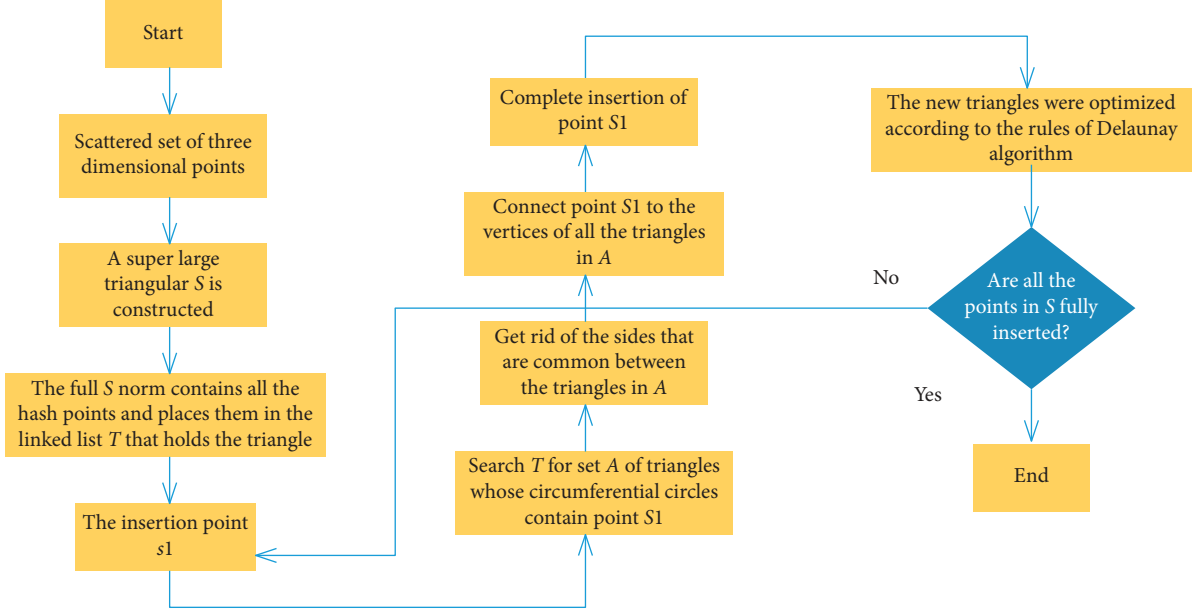 Start
Scattered set of three
dimensional points
A super large
triangular S is
constructed
The full S norm contains all the
hash points and places them in the
linked list T that holds the triangle
The insertion point
s1
Search T for set A of triangles
whose circumferential circles
contain point S1
Get rid of the sides that
are common between
the triangles in A
Connect point S1 to the
vertices of all the triangles
in A
Complete insertion of
point S1
The new triangles were optimized
according to the rules of Delaunay
algorithm
Are all the
points in S fully
inserted?
No
Yes
End